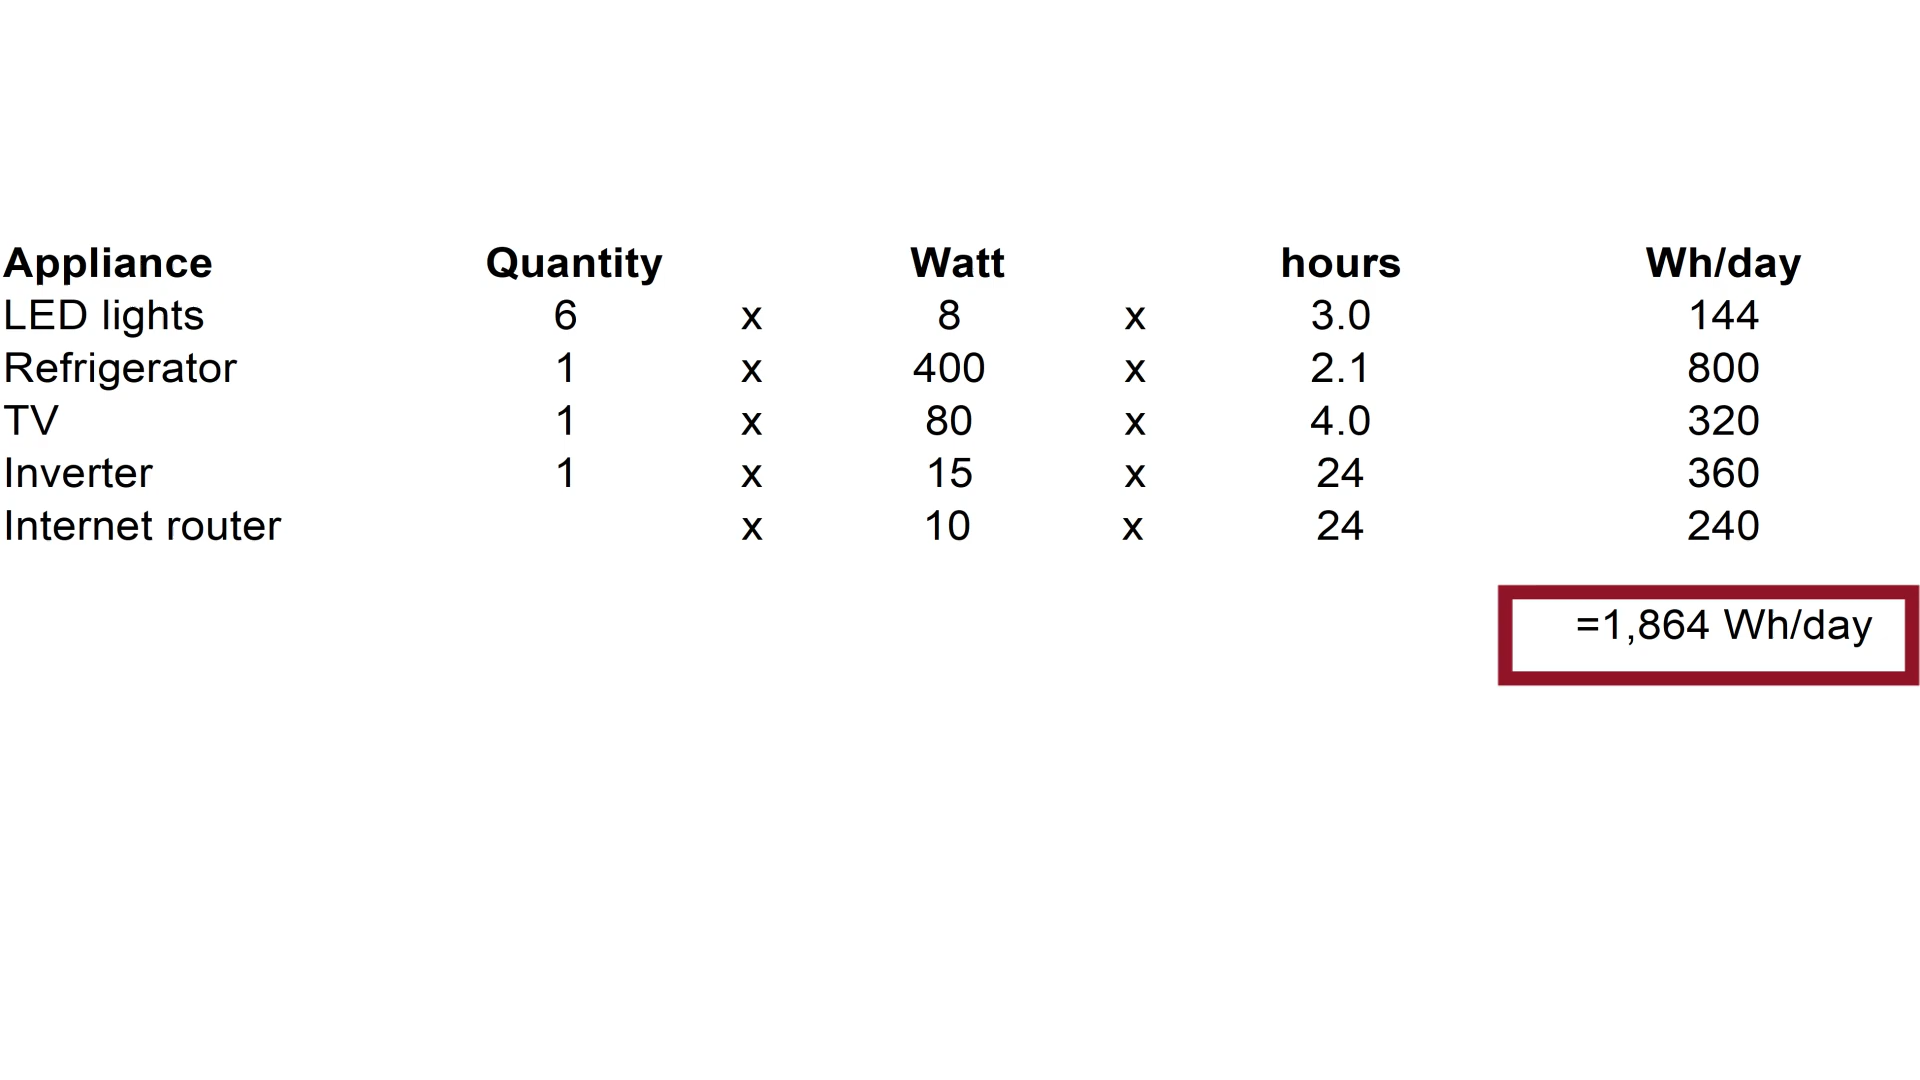 Appliance Quantity Watt hours Wh/day
LED lights 6 x 8 x 3.0 144
Refrigerator 1 x 400 x 2.1 800
TV 1 x 80 x 4.0 320
Inverter 1 x 15 x 24 360
Internet router x 10 x 24 240
=1,864 Wh/day